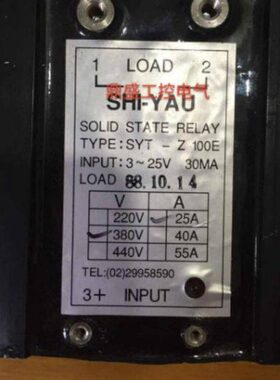 1 LOAD 2
奥盛工控电气
SHI-YAU
SOLID STATE RELAY
TYPE: SYT - Z 100E
INPUT: 3~25V 30MA
LOAD 88.10.14
V A
220V 25A
380V 40A
440V 55A
TEL:(02)29958590
3+ INPUT